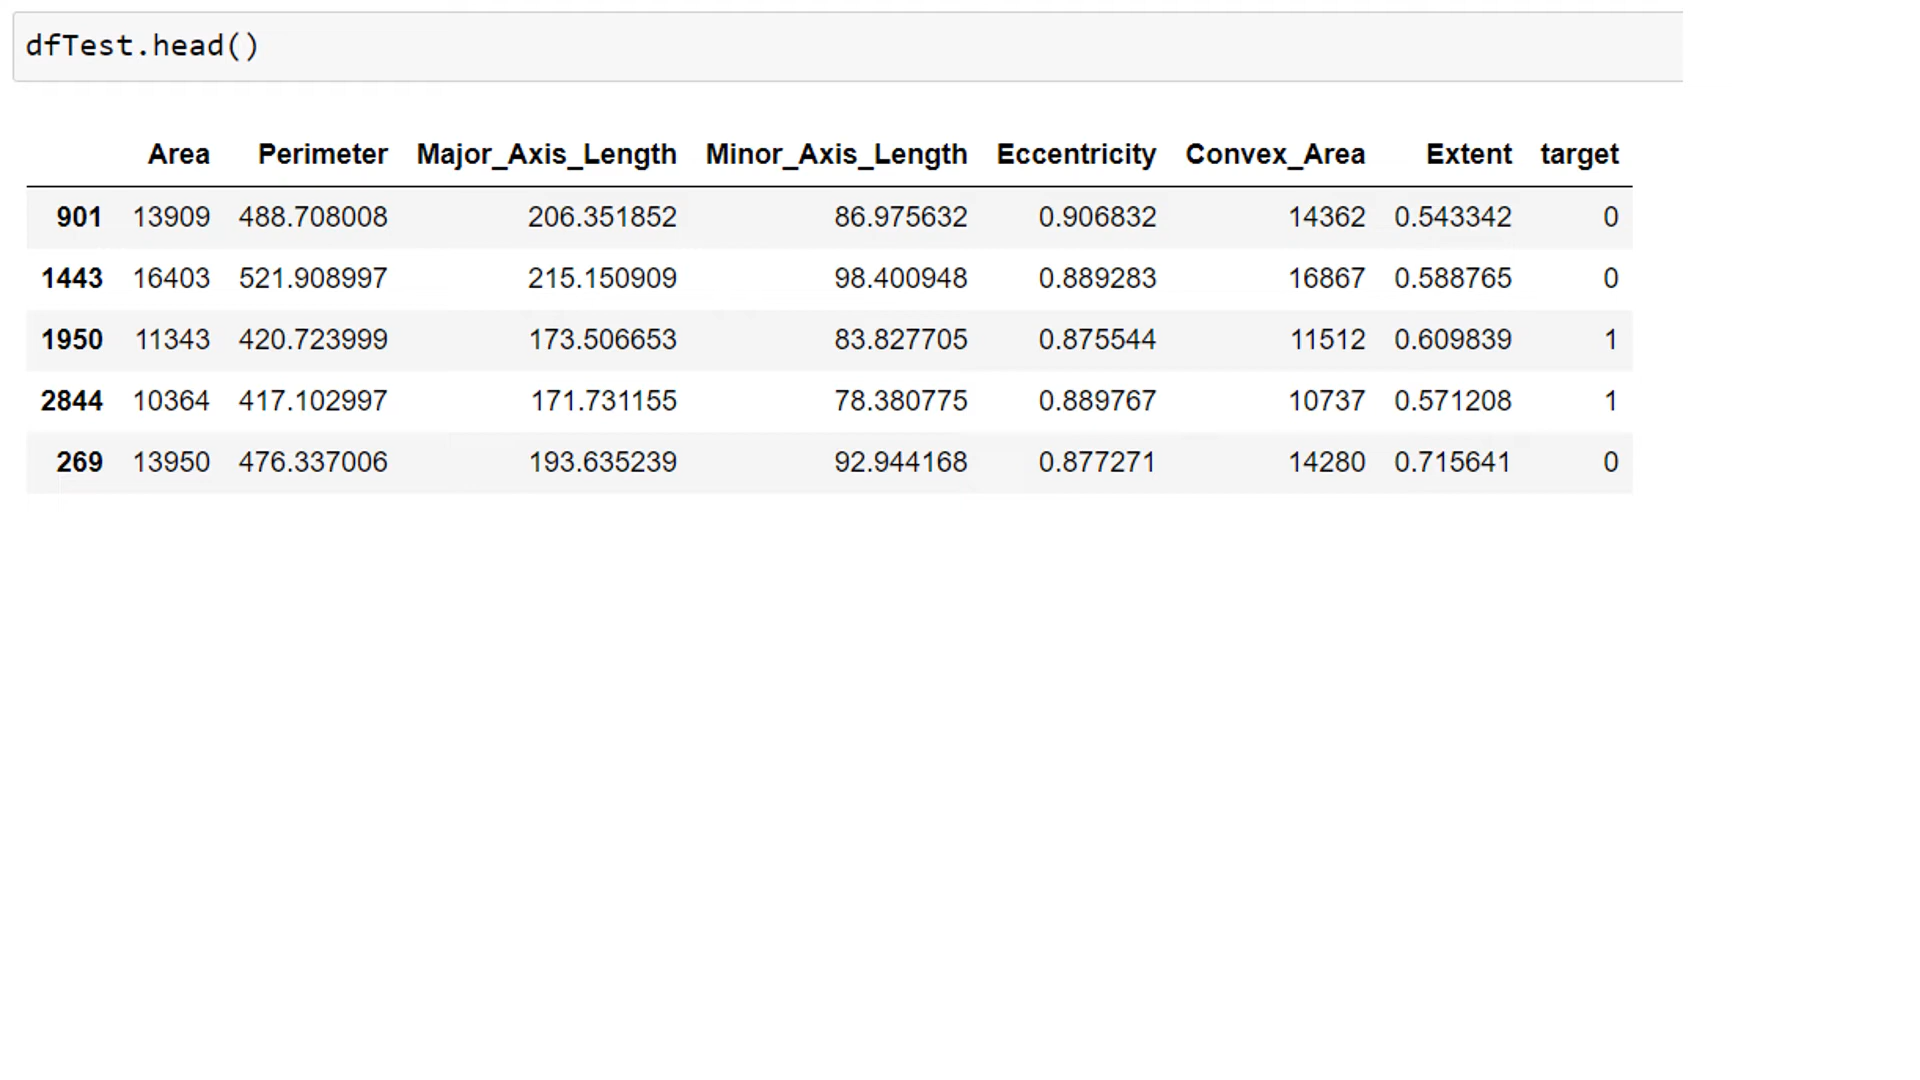 dfTest.head()
Area Perimeter Major_Axis_Length Minor_Axis_Length Eccentricity Convex_Area Extent target
901 13909 488.708008 206.351852 86.975632 0.906832 14362 0.543342 0
1443 16403 521.908997 215.150909 98.400948 0.889283 16867 0.588765 0
1950 11343 420.723999 173.506653 83.827705 0.875544 11512 0.609839 1
2844 10364 417.102997 171.731155 78.380775 0.889767 10737 0.571208 1
269 13950 476.337006 193.635239 92.944168 0.877271 14280 0.715641 0